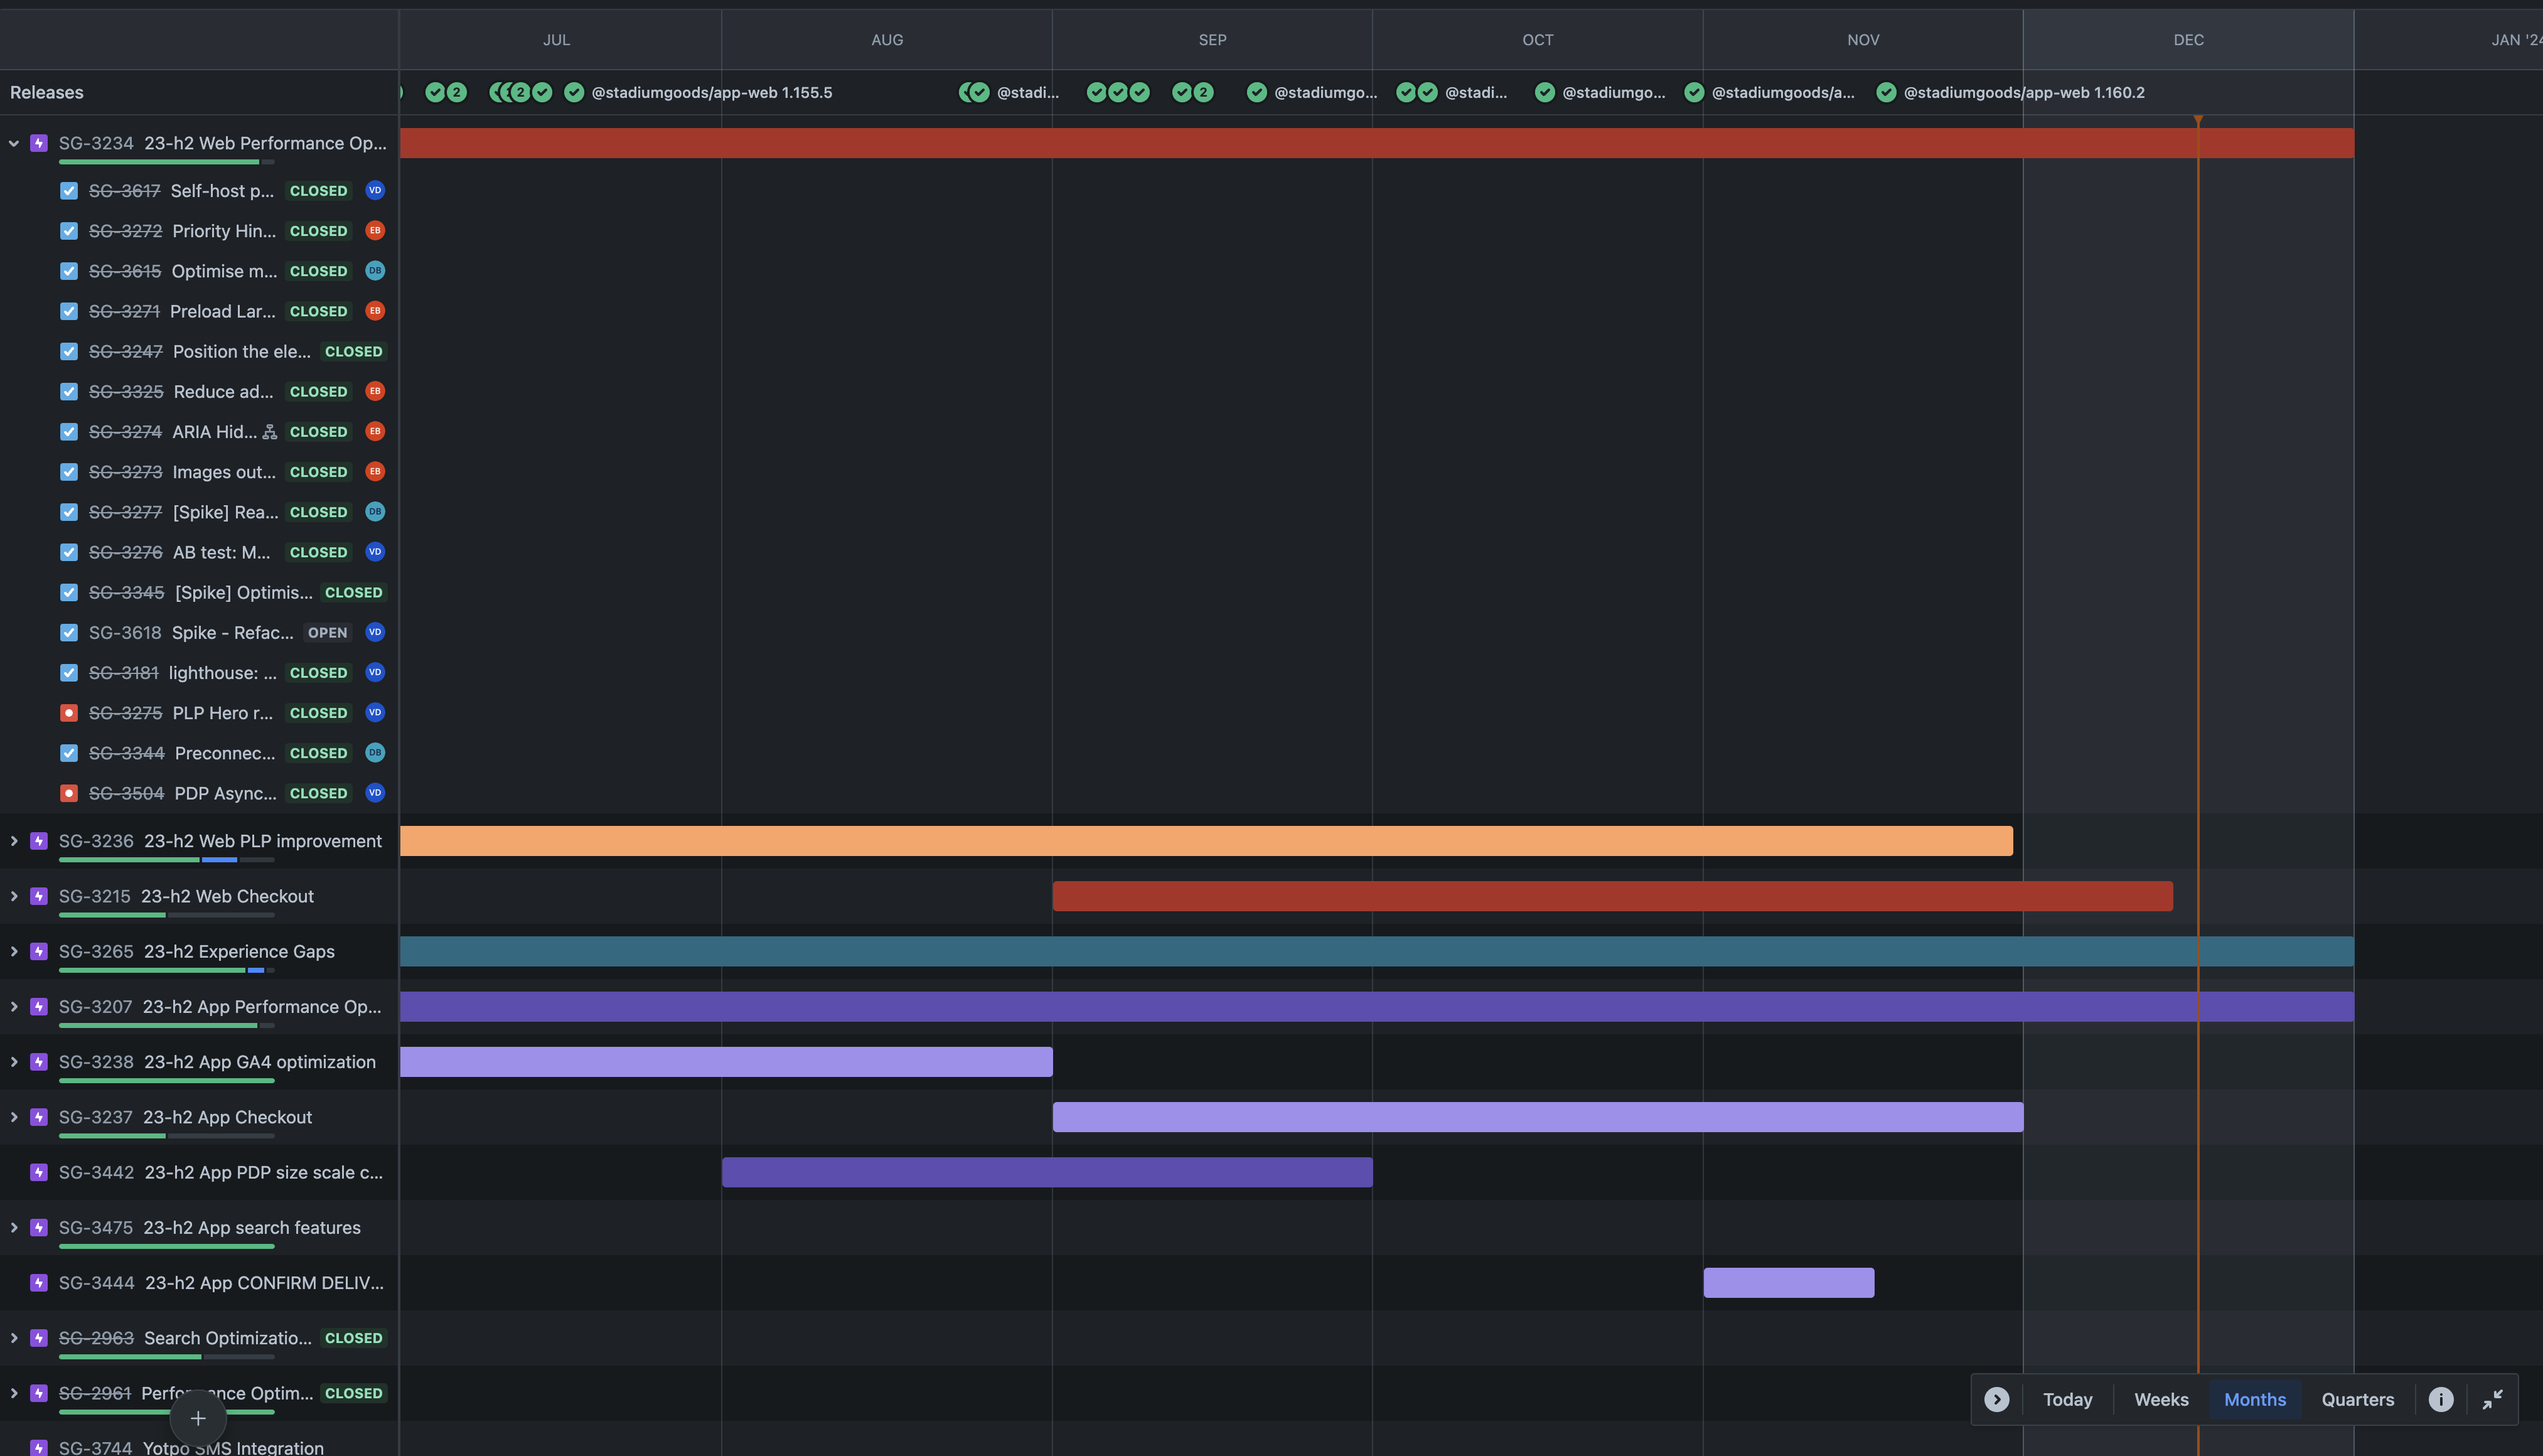 JUL AUG SEP OCT NOV DEC JAN '24
Releases 2 2 @stadiumgoods/app-web 1.155.5 @stadi... 2 @stadiumgo... @stadi... @stadiumgo... @stadiumgoods/a... @stadiumgoods/app-web 1.160.2
SG-3234 23-h2 Web Performance Op...
SG-3617 Self-host p... CLOSED VD
SG-3272 Priority Hin... CLOSED EB
SG-3615 Optimise m... CLOSED DB
SG-3271 Preload Lar... CLOSED EB
SG-3247 Position the ele... CLOSED
SG-3325 Reduce ad... CLOSED EB
SG-3274 ARIA Hid... CLOSED EB
SG-3273 Images out... CLOSED EB
SG-3277 [Spike] Rea... CLOSED DB
SG-3276 AB test: M... CLOSED VD
SG-3345 [Spike] Optimis... CLOSED
SG-3618 Spike - Refac... OPEN VD
SG-3181 lighthouse: ... CLOSED VD
SG-3275 PLP Hero r... CLOSED VD
SG-3344 Preconnec... CLOSED DB
SG-3504 PDP Async... CLOSED VD
SG-3236 23-h2 Web PLP improvement
SG-3215 23-h2 Web Checkout
SG-3265 23-h2 Experience Gaps
SG-3207 23-h2 App Performance Op...
SG-3238 23-h2 App GA4 optimization
SG-3237 23-h2 App Checkout
SG-3442 23-h2 App PDP size scale c...
SG-3475 23-h2 App search features
SG-3444 23-h2 App CONFIRM DELIV...
SG-2963 Search Optimizatio... CLOSED
SG-2961 Performance Optim... CLOSED
Today Weeks Months Quarters
SG-3744 Yotpo SMS Integration